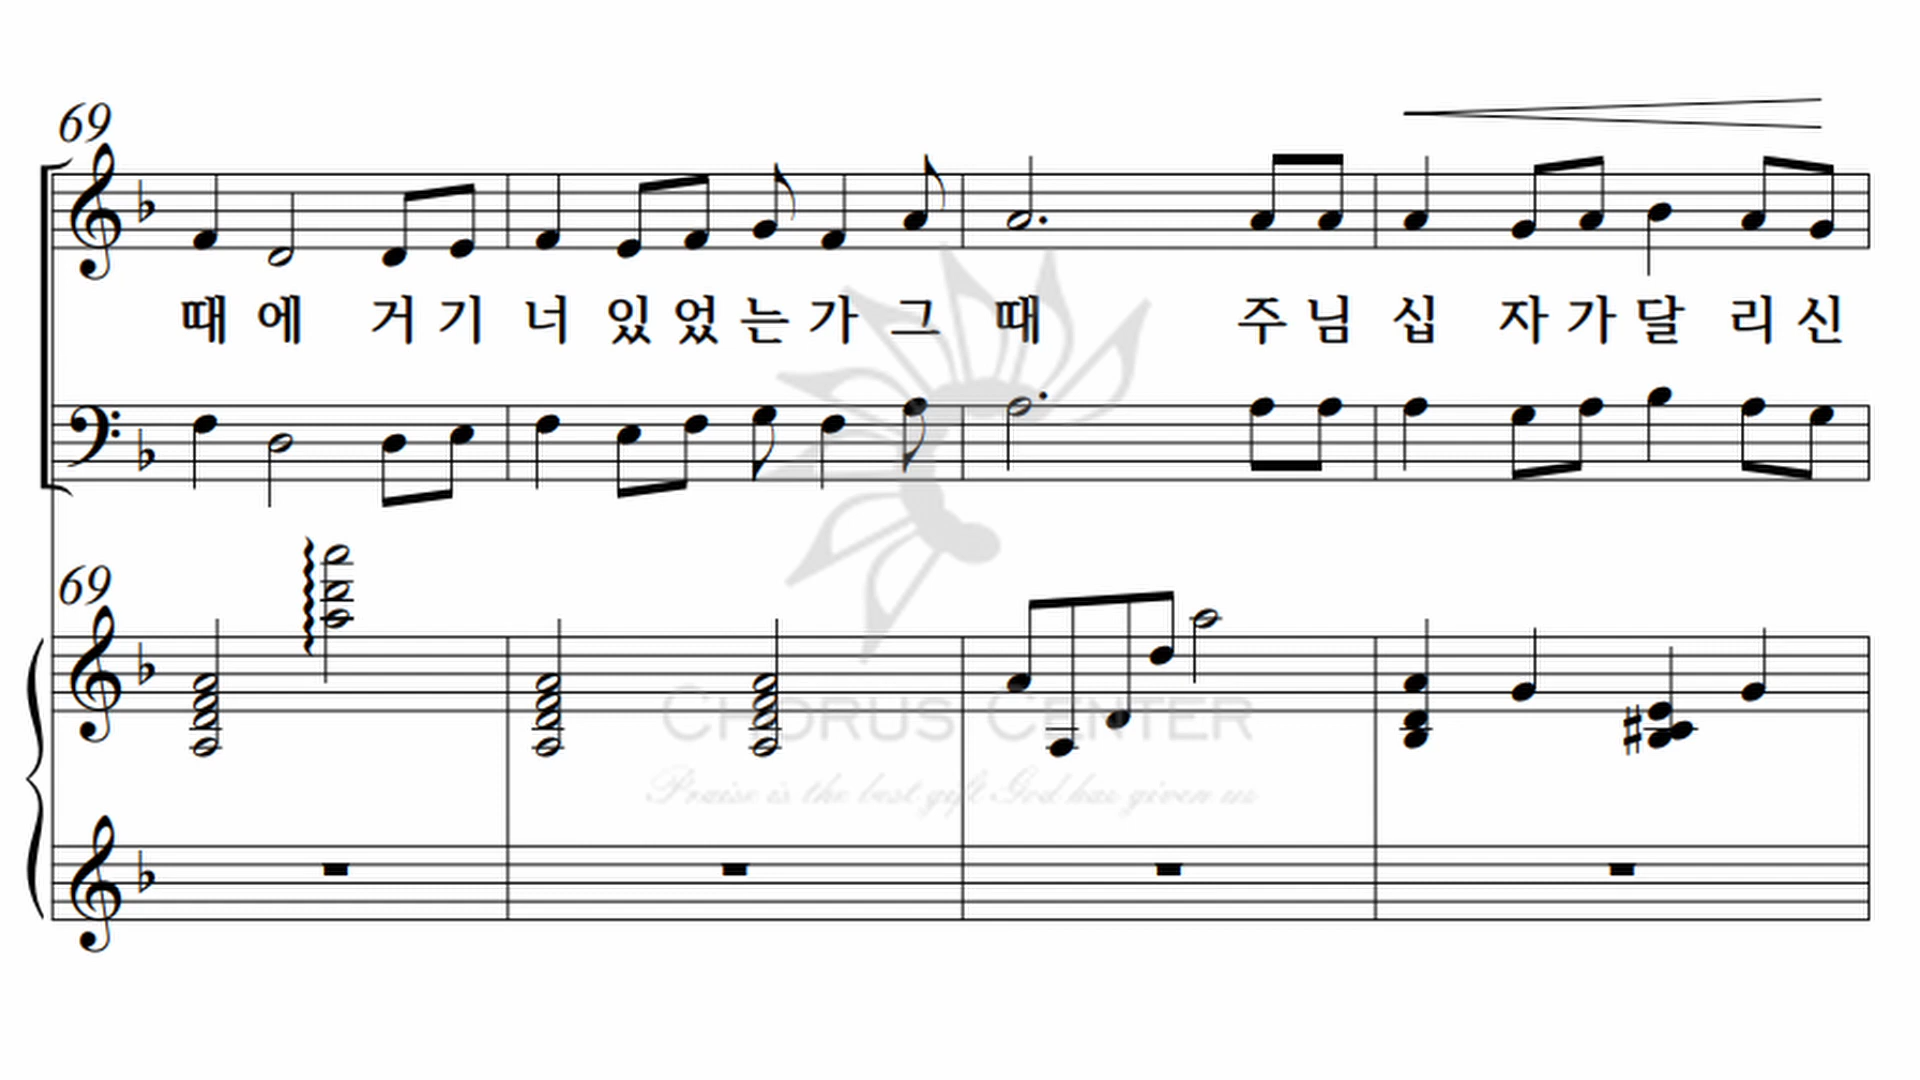 69
때 에 거 기 너 있 었 는 가 그 때 주 님 십 자 가 달 리 신
69
CHORUS CENTER
Praise is the best gift God has given us